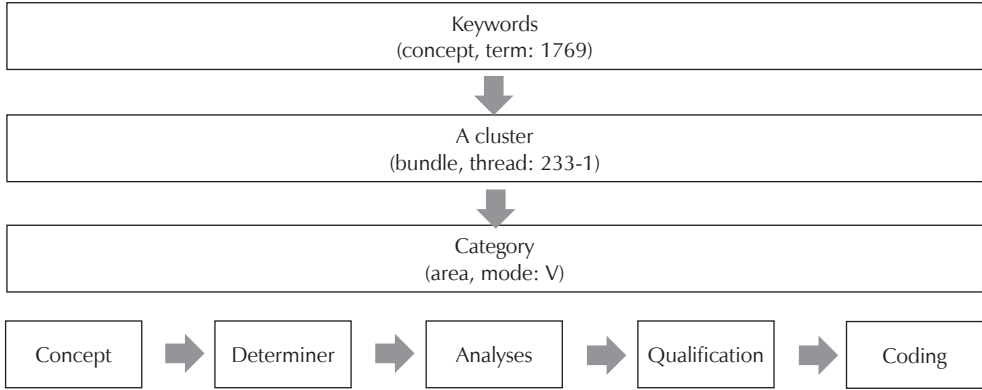 Keywords
(concept, term: 1769)
A cluster
(bundle, thread: 233-1)
Category
(area, mode: V)
Concept
Determiner
Analyses
Qualification
Coding